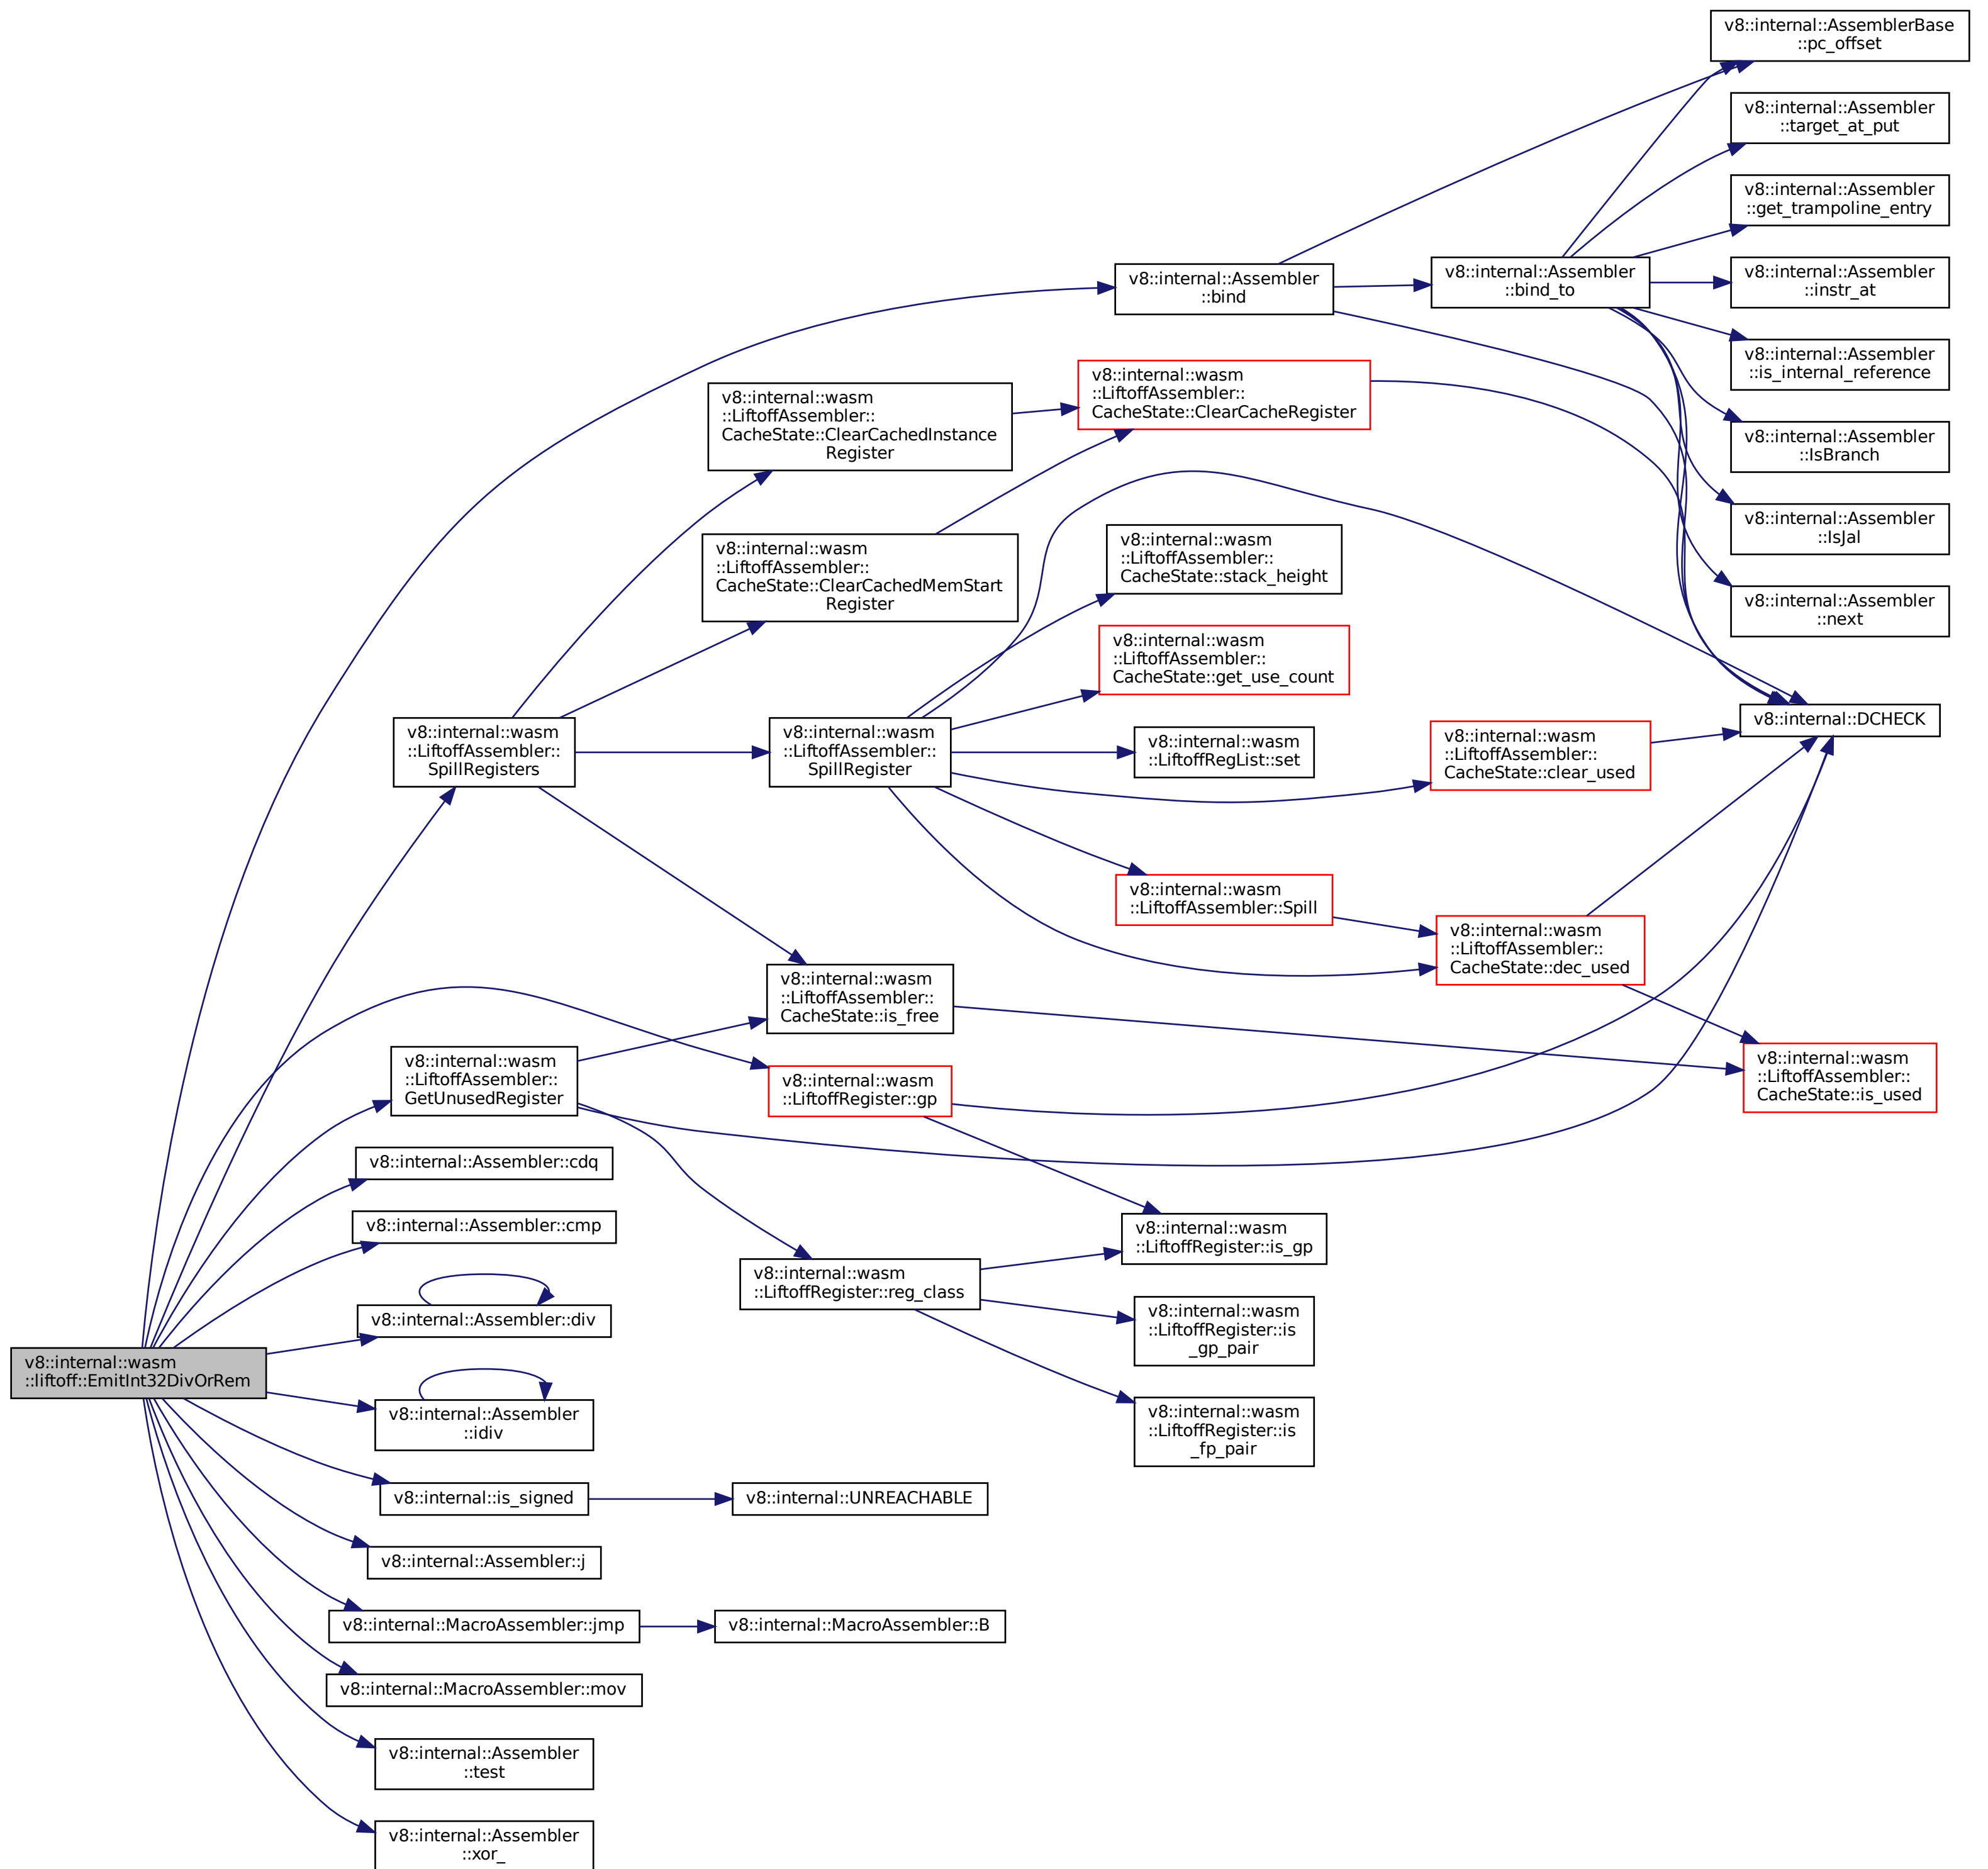 v8::internal::AssemblerBase
::pc_offset
v8::internal::Assembler
::target_at_put
v8::internal::Assembler
::get_trampoline_entry
v8::internal::Assembler
::bind
v8::internal::Assembler
::bind_to
v8::internal::Assembler
::instr_at
v8::internal::Assembler
::is_internal_reference
v8::internal::wasm
::LiftoffAssembler::
CacheState::ClearCachedInstance
Register
v8::internal::wasm
::LiftoffAssembler::
CacheState::ClearCacheRegister
v8::internal::Assembler
::IsBranch
v8::internal::Assembler
::IsJal
v8::internal::wasm
::LiftoffAssembler::
CacheState::ClearCachedMemStart
Register
v8::internal::wasm
::LiftoffAssembler::
CacheState::stack_height
v8::internal::Assembler
::next
v8::internal::wasm
::LiftoffAssembler::
CacheState::get_use_count
v8::internal::DCHECK
v8::internal::wasm
::LiftoffAssembler::
SpillRegisters
v8::internal::wasm
::LiftoffAssembler::
SpillRegister
v8::internal::wasm
::LiftoffRegList::set
v8::internal::wasm
::LiftoffAssembler::
CacheState::clear_used
v8::internal::wasm
::LiftoffAssembler::Spill
v8::internal::wasm
::LiftoffAssembler::
CacheState::dec_used
v8::internal::wasm
::LiftoffAssembler::
CacheState::is_free
v8::internal::wasm
::LiftoffAssembler::
GetUnusedRegister
v8::internal::wasm
::LiftoffRegister::gp
v8::internal::wasm
::LiftoffAssembler::
CacheState::is_used
v8::internal::Assembler::cdq
v8::internal::Assembler::cmp
v8::internal::wasm
::LiftoffRegister::is_gp
v8::internal::wasm
::LiftoffRegister::reg_class
v8::internal::Assembler::div
v8::internal::wasm
::LiftoffRegister::is
_gp_pair
v8::internal::wasm
::liftoff::EmitInt32DivOrRem
v8::internal::Assembler
::idiv
v8::internal::wasm
::LiftoffRegister::is
_fp_pair
v8::internal::is_signed
v8::internal::UNREACHABLE
v8::internal::Assembler::j
v8::internal::MacroAssembler::jmp
v8::internal::MacroAssembler::B
v8::internal::MacroAssembler::mov
v8::internal::Assembler
::test
v8::internal::Assembler
::xor_